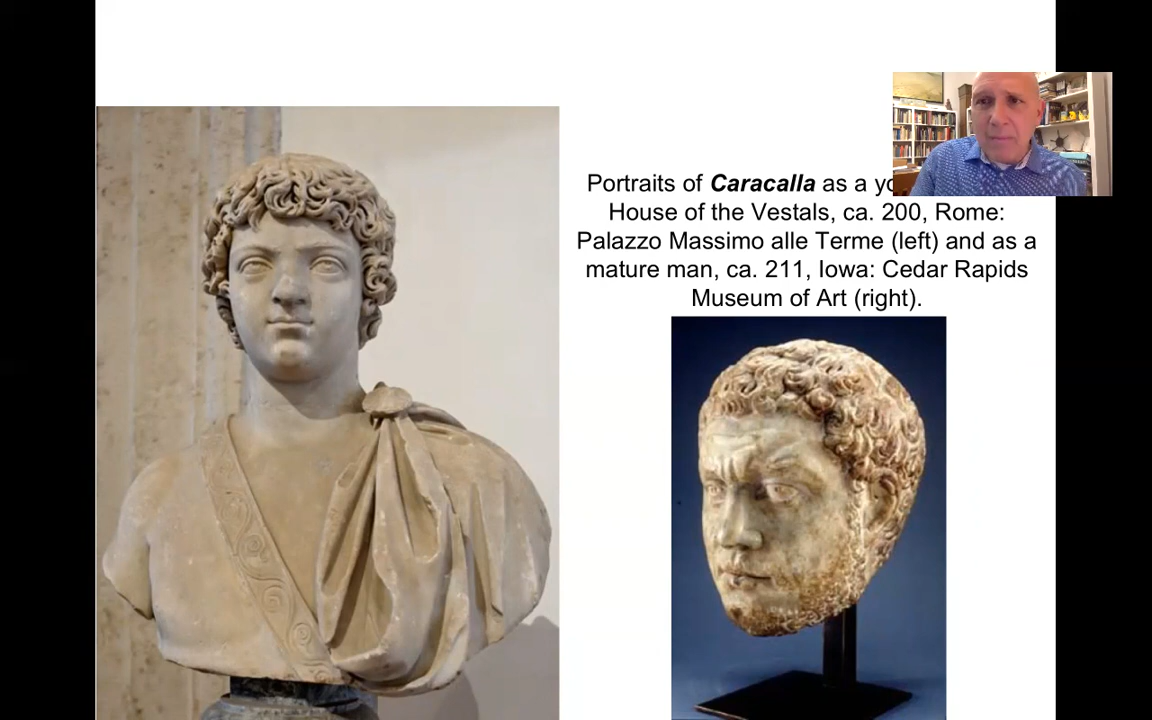 Portraits of Caracalla as a
House of the Vestals, ca. 200, Rome:
Palazzo Massimo alle Terme (left) and as a
mature man, ca. 211, Iowa: Cedar Rapids
Museum of Art (right).